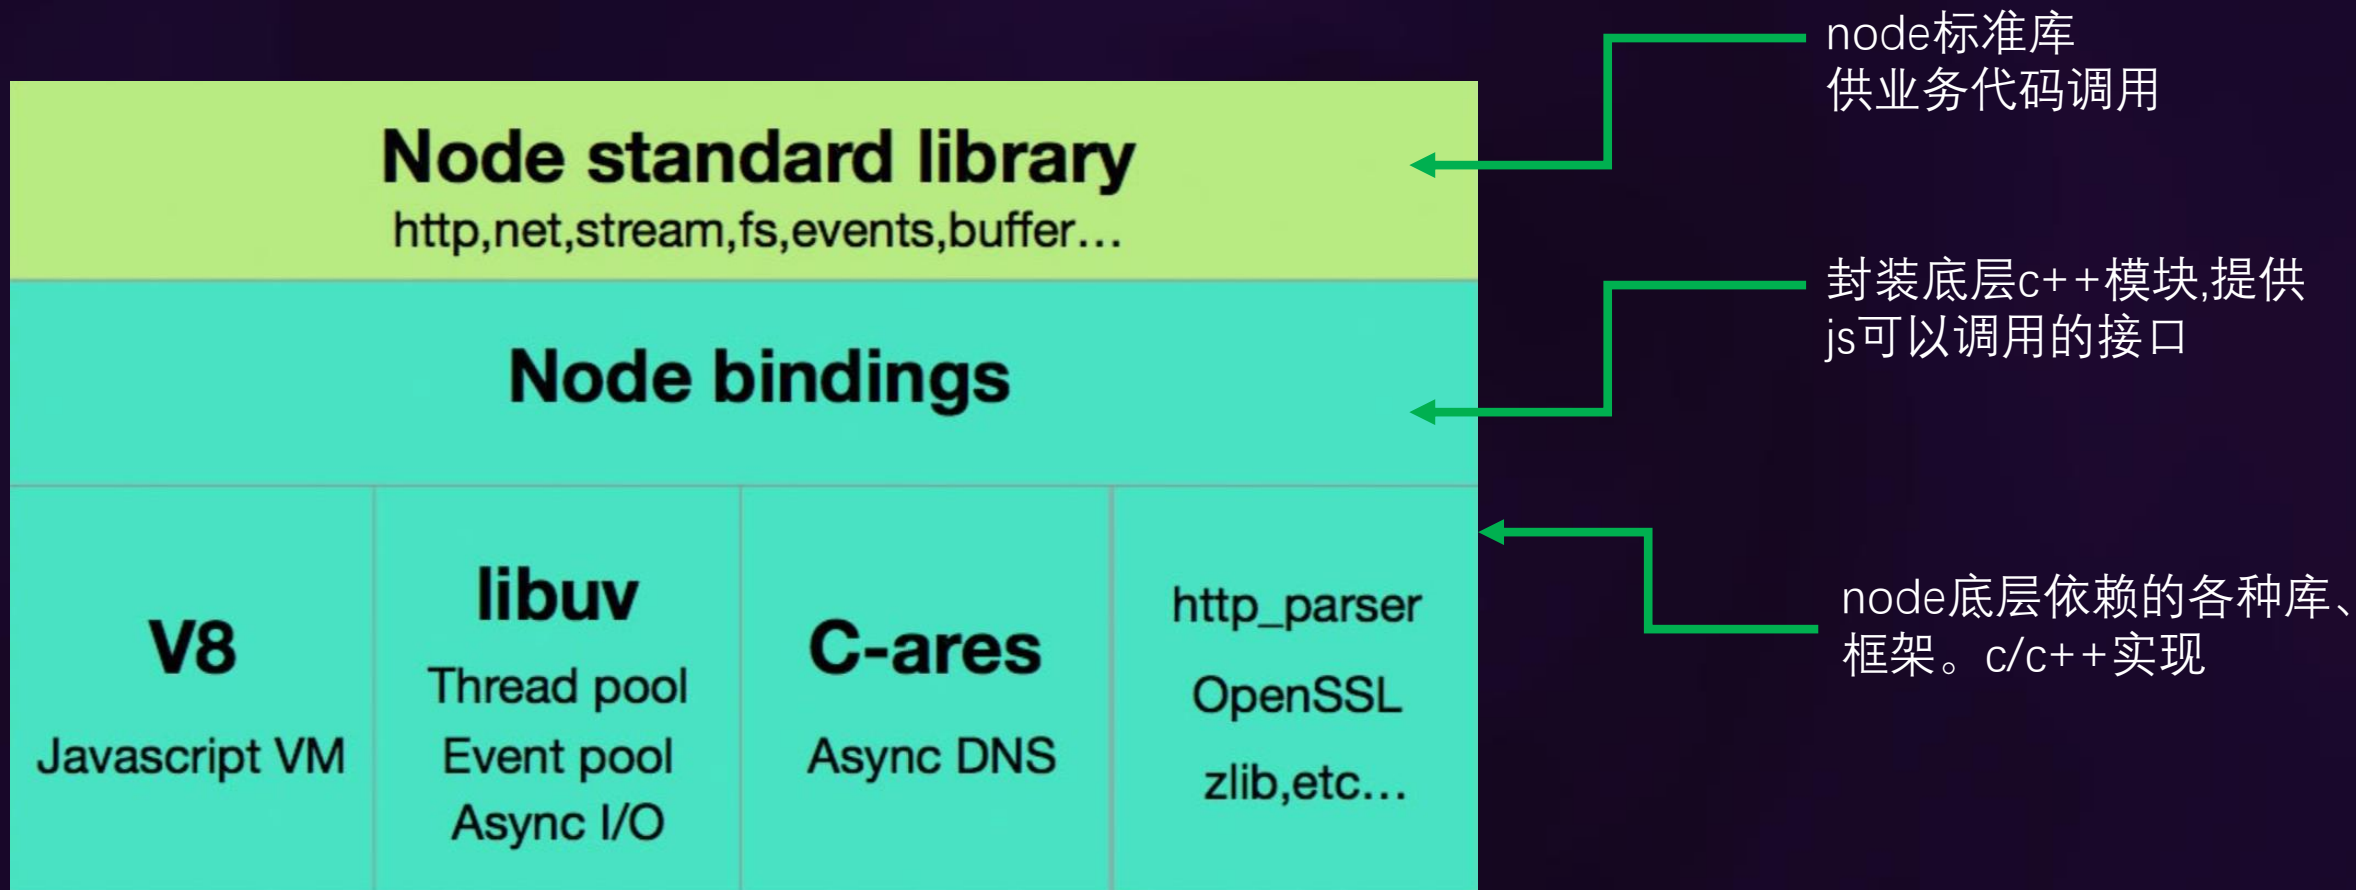 node标准库
供业务代码调用
Node standard library
http,net,stream,fs,events,buffer…
封装底层c++模块,提供
js可以调用的接口
Node bindings
node底层依赖的各种库、
框架。c/c++实现
V8
Javascript VM
libuv
Thread pool
Event pool
Async I/O
C-ares
Async DNS
http_parser
OpenSSL
zlib,etc…